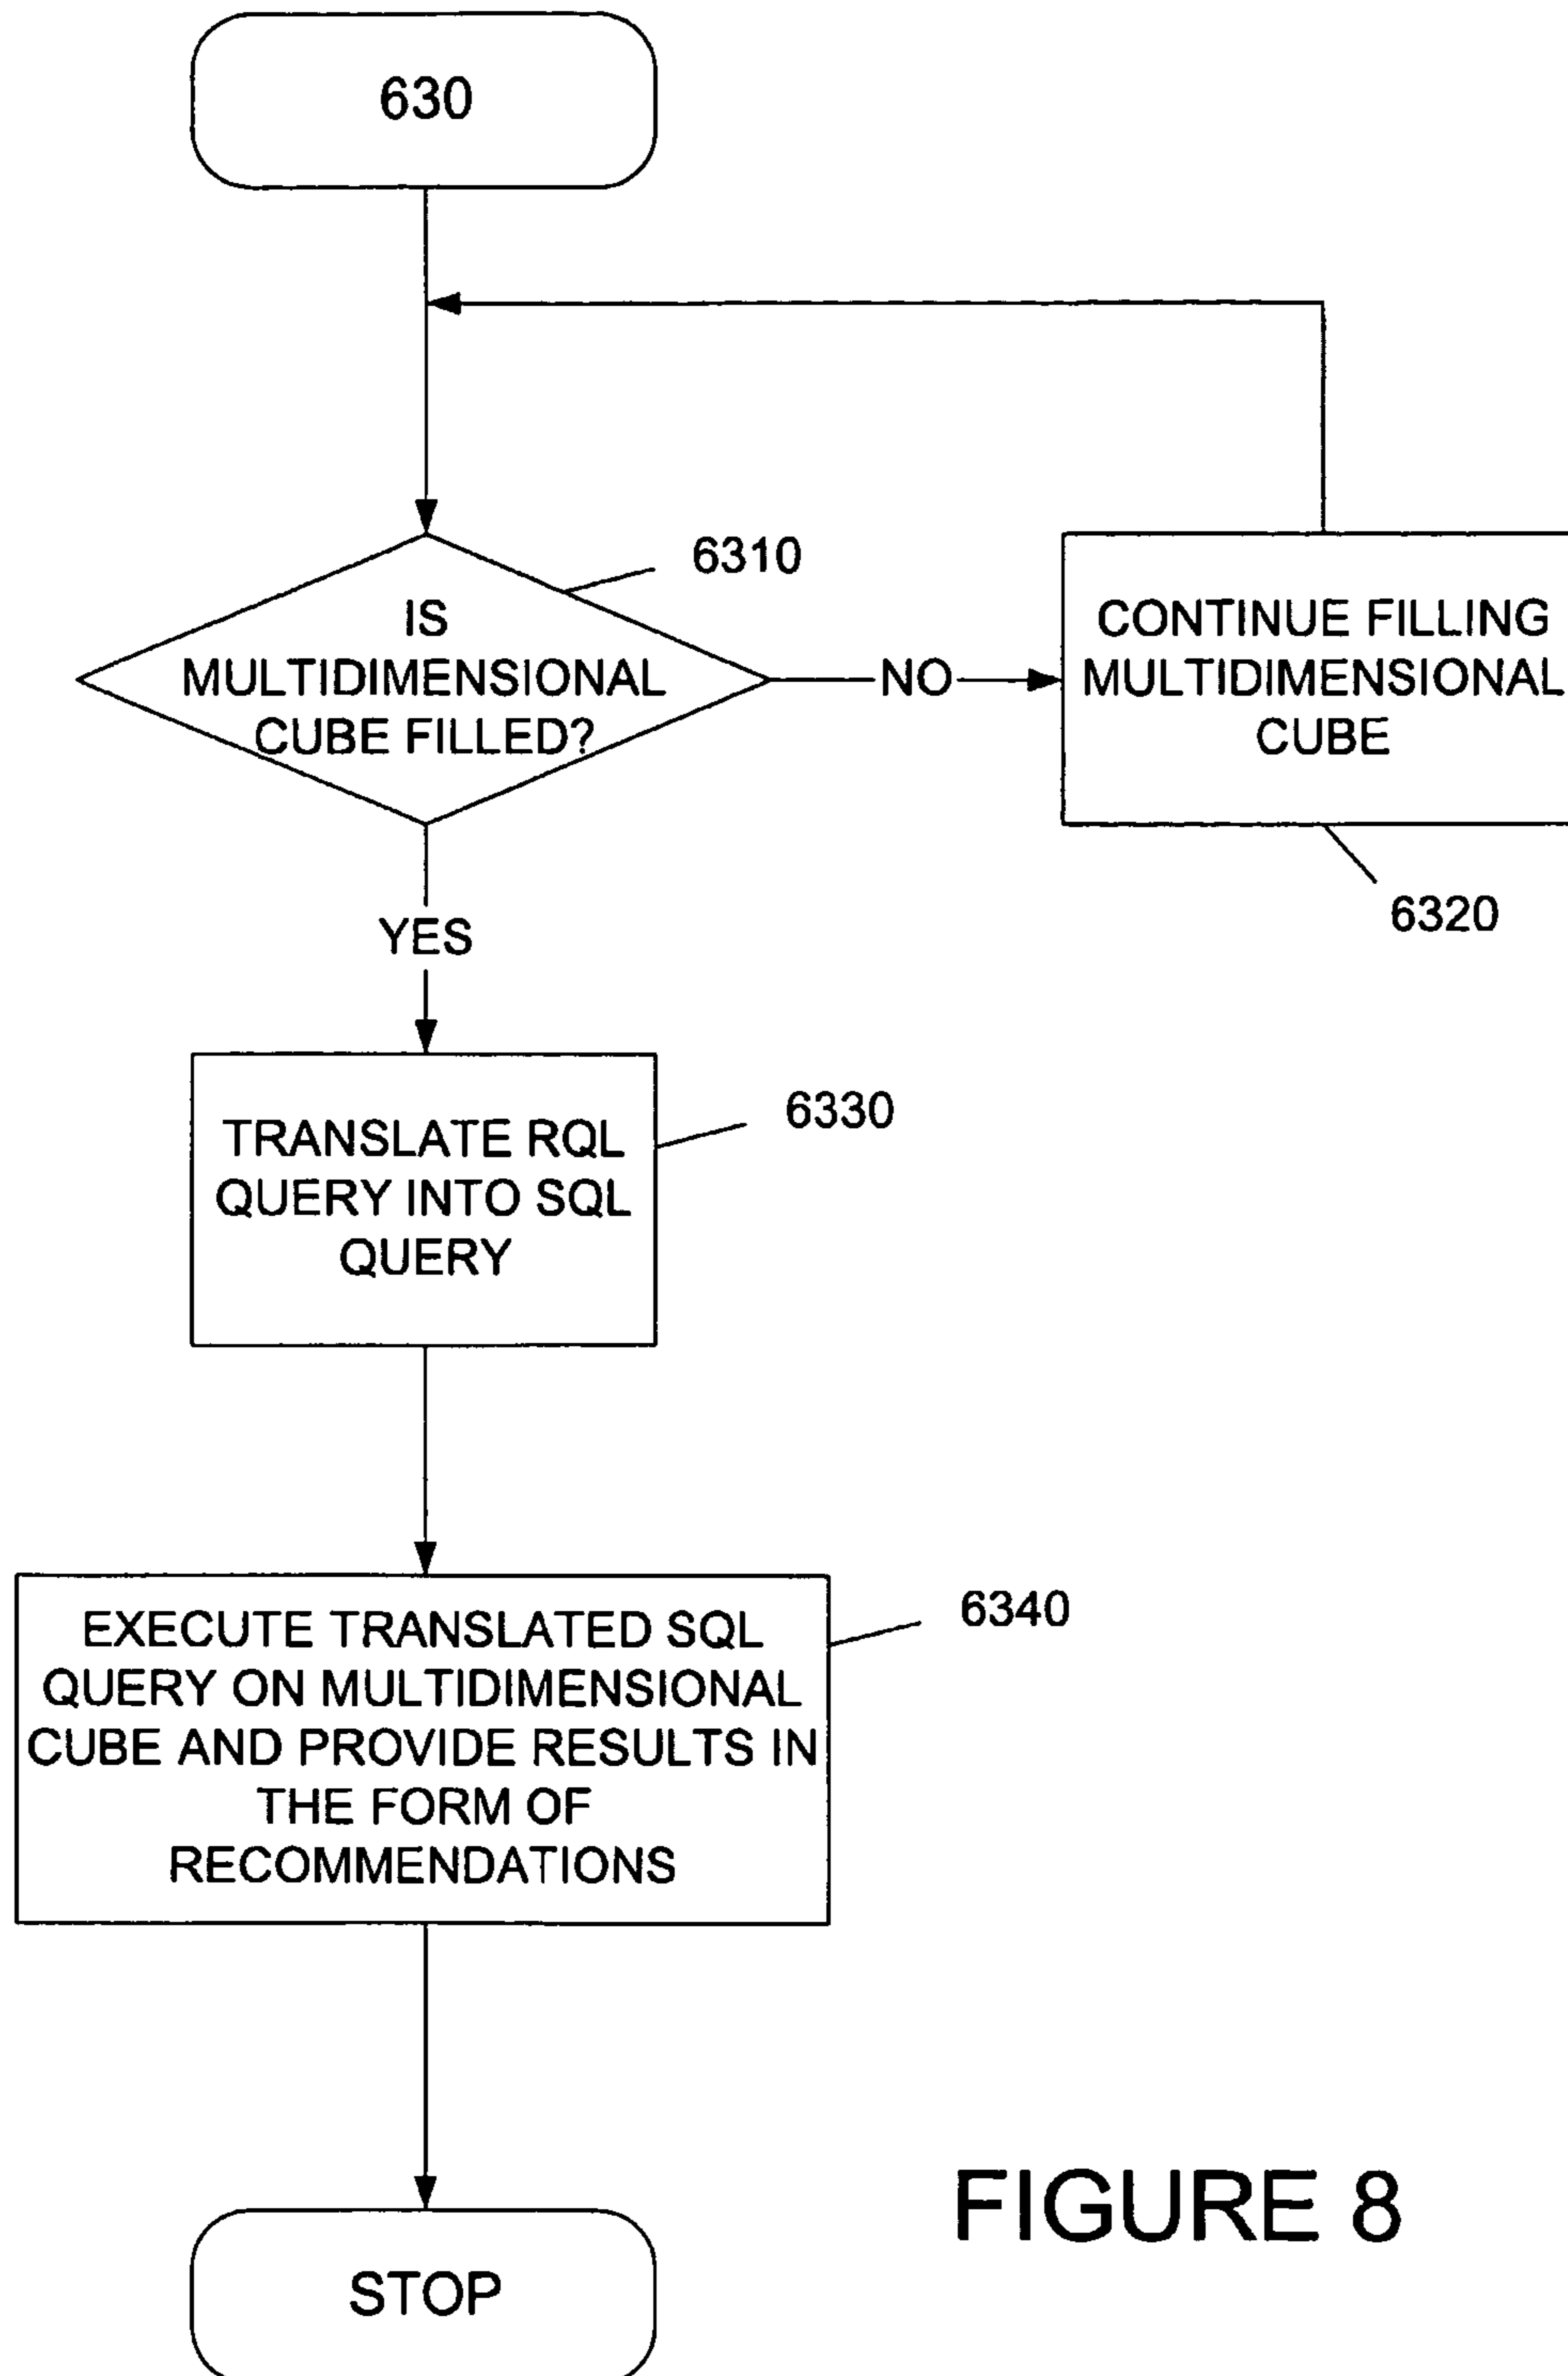 630
6310
IS
MULTIDIMENSIONAL
CUBE FILLED?
NO
CONTINUE FILLING
MULTIDIMENSIONAL
CUBE
6320
YES
6330
TRANSLATE RQL
QUERY INTO SQL
QUERY
6340
EXECUTE TRANSLATED SQL
QUERY ON MULTIDIMENSIONAL
CUBE AND PROVIDE RESULTS IN
THE FORM OF
RECOMMENDATIONS
FIGURE 8
STOP